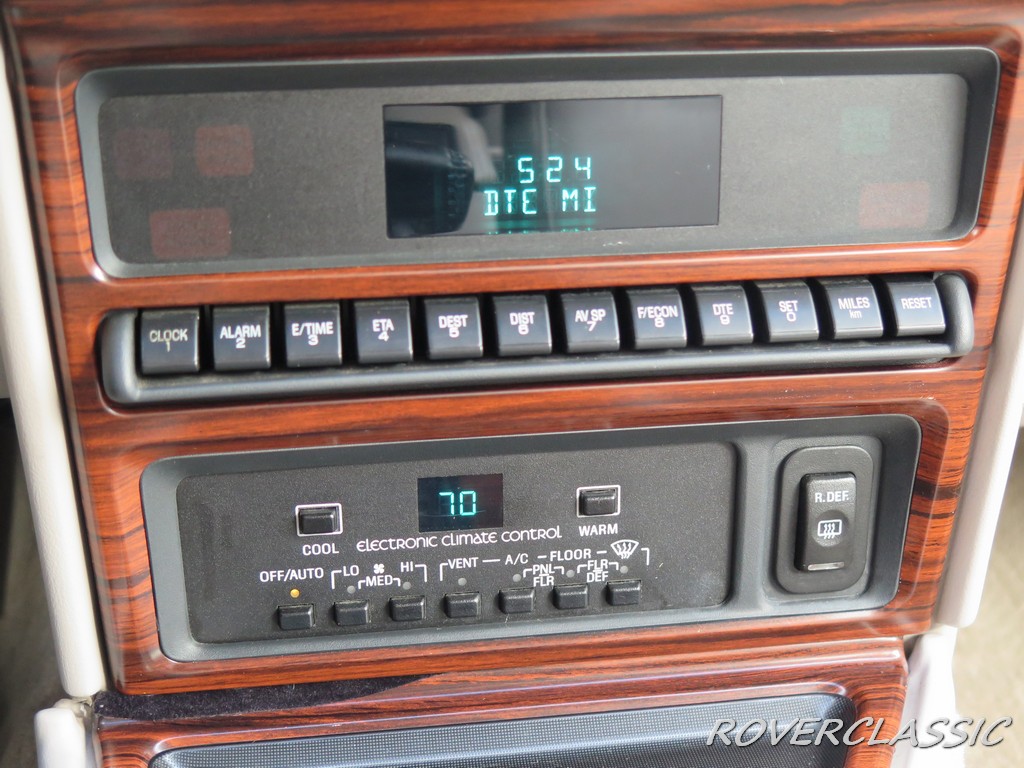 524
DTE MI
CLOCK 1
ALARM 2
E/TIME 3
ETA 4
DEST 5
DIST 6
AV SP 7
F/ECON 8
DTE 9
SET 0
MILES km
RESET
70
COOL
WARM
electronic climate control
R.DEF.
OFF/AUTO LO HI VENT A/C FLOOR
MED PNL FLR
FLR DEF
ROVERCLASSIC